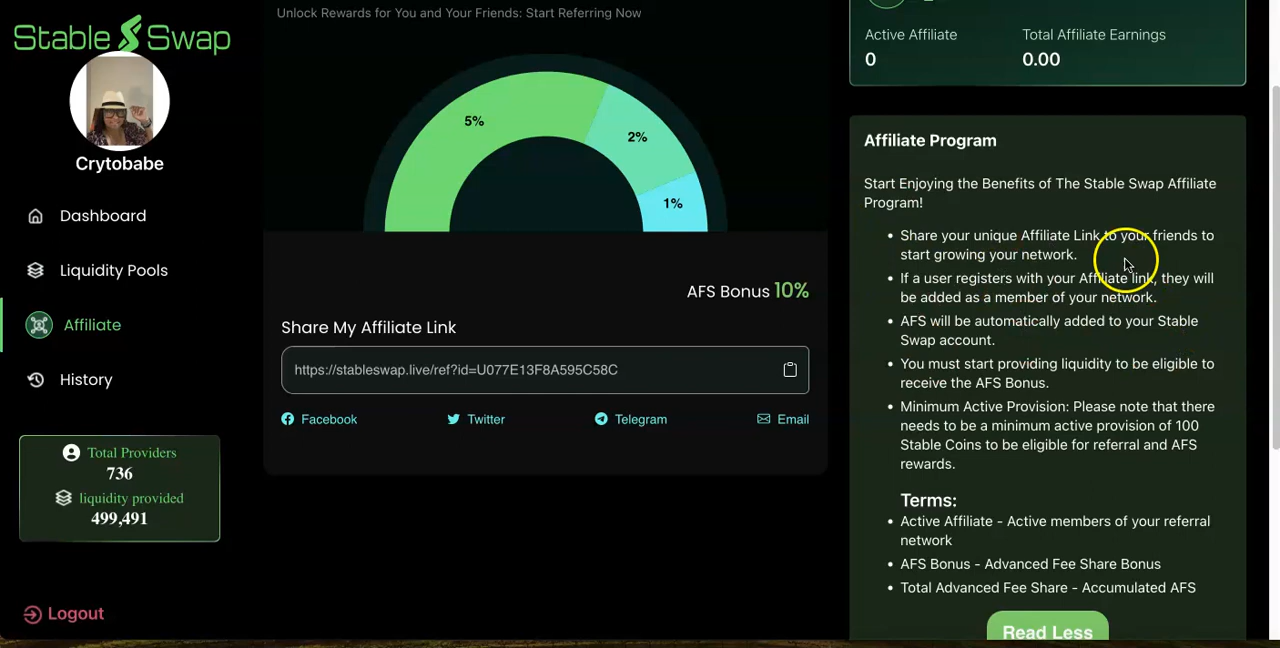 Stable Swap
Crytobabe
Dashboard
Liquidity Pools
Affiliate
History
Total Providers
736
liquidity provided
499,491
Logout
Unlock Rewards for You and Your Friends: Start Referring Now
5%
2%
1%
AFS Bonus 10%
Share My Affiliate Link
https://stableswap.live/ref?id=U077E13F8A595C58C
Facebook
Twitter
Telegram
Email
Active Affiliate
Total Affiliate Earnings
0
0.00
Affiliate Program
Start Enjoying the Benefits of The Stable Swap Affiliate
Program!
Share your unique Affiliate Link to your friends to
start growing your network.
If a user registers with your Affiliate link, they will
be added as a member of your network.
AFS will be automatically added to your Stable
Swap account.
You must start providing liquidity to be eligible to
receive the AFS Bonus.
Minimum Active Provision: Please note that there
needs to be a minimum active provision of 100
Stable Coins to be eligible for referral and AFS
rewards.
Terms:
Active Affiliate - Active members of your referral
network
AFS Bonus - Advanced Fee Share Bonus
Total Advanced Fee Share - Accumulated AFS
Read Less